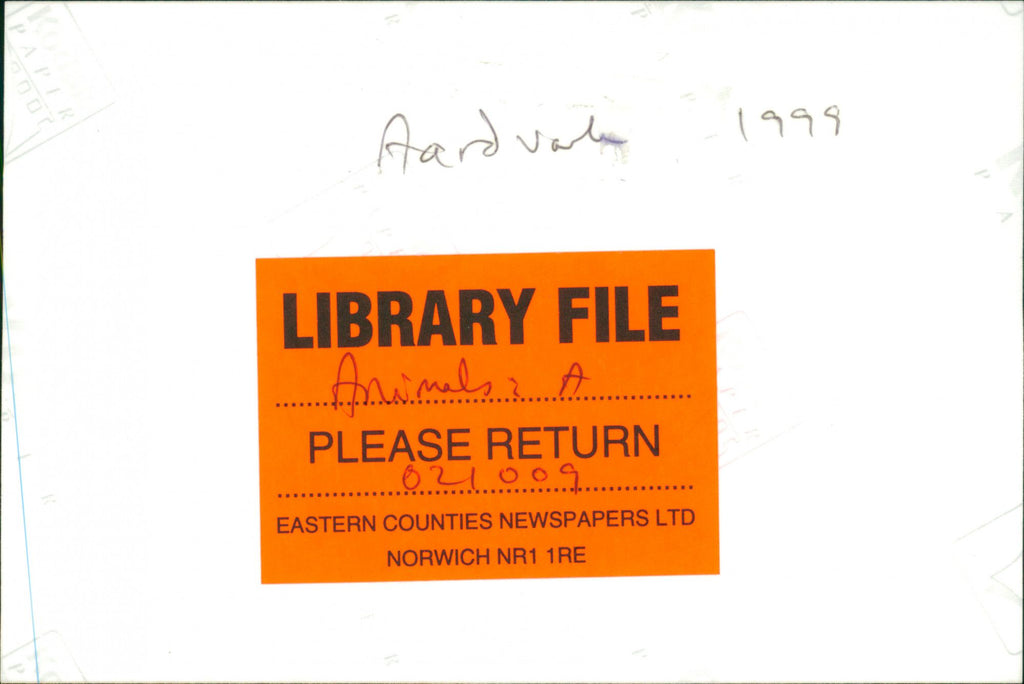 Aardvark 1999
LIBRARY FILE
Animals: A
PLEASE RETURN
021009
EASTERN COUNTIES NEWSPAPERS LTD
NORWICH NR1 1RE